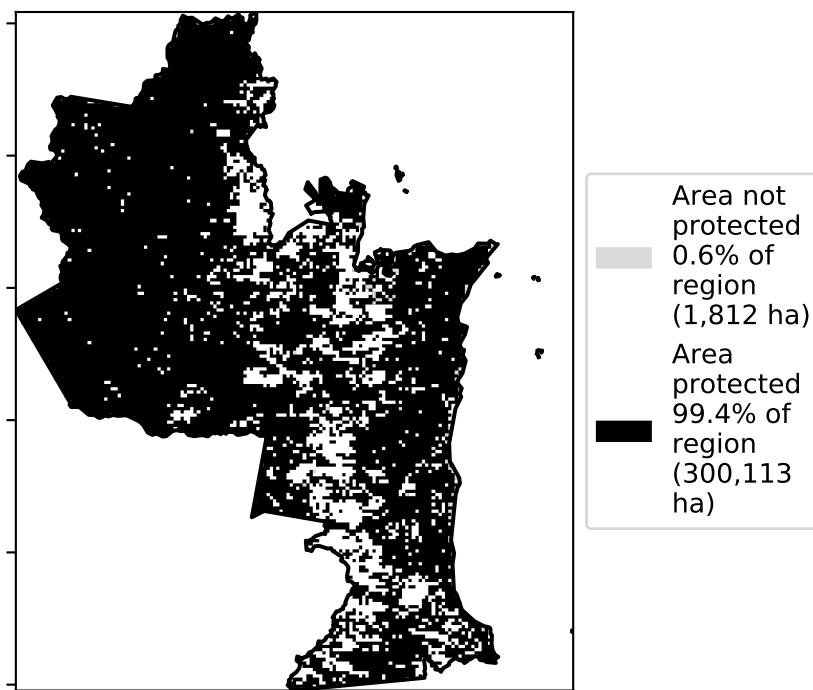 Area not
protected
0.6% of
region
(1,812 ha)
Area
protected
99.4% of
region
(300,113
ha)